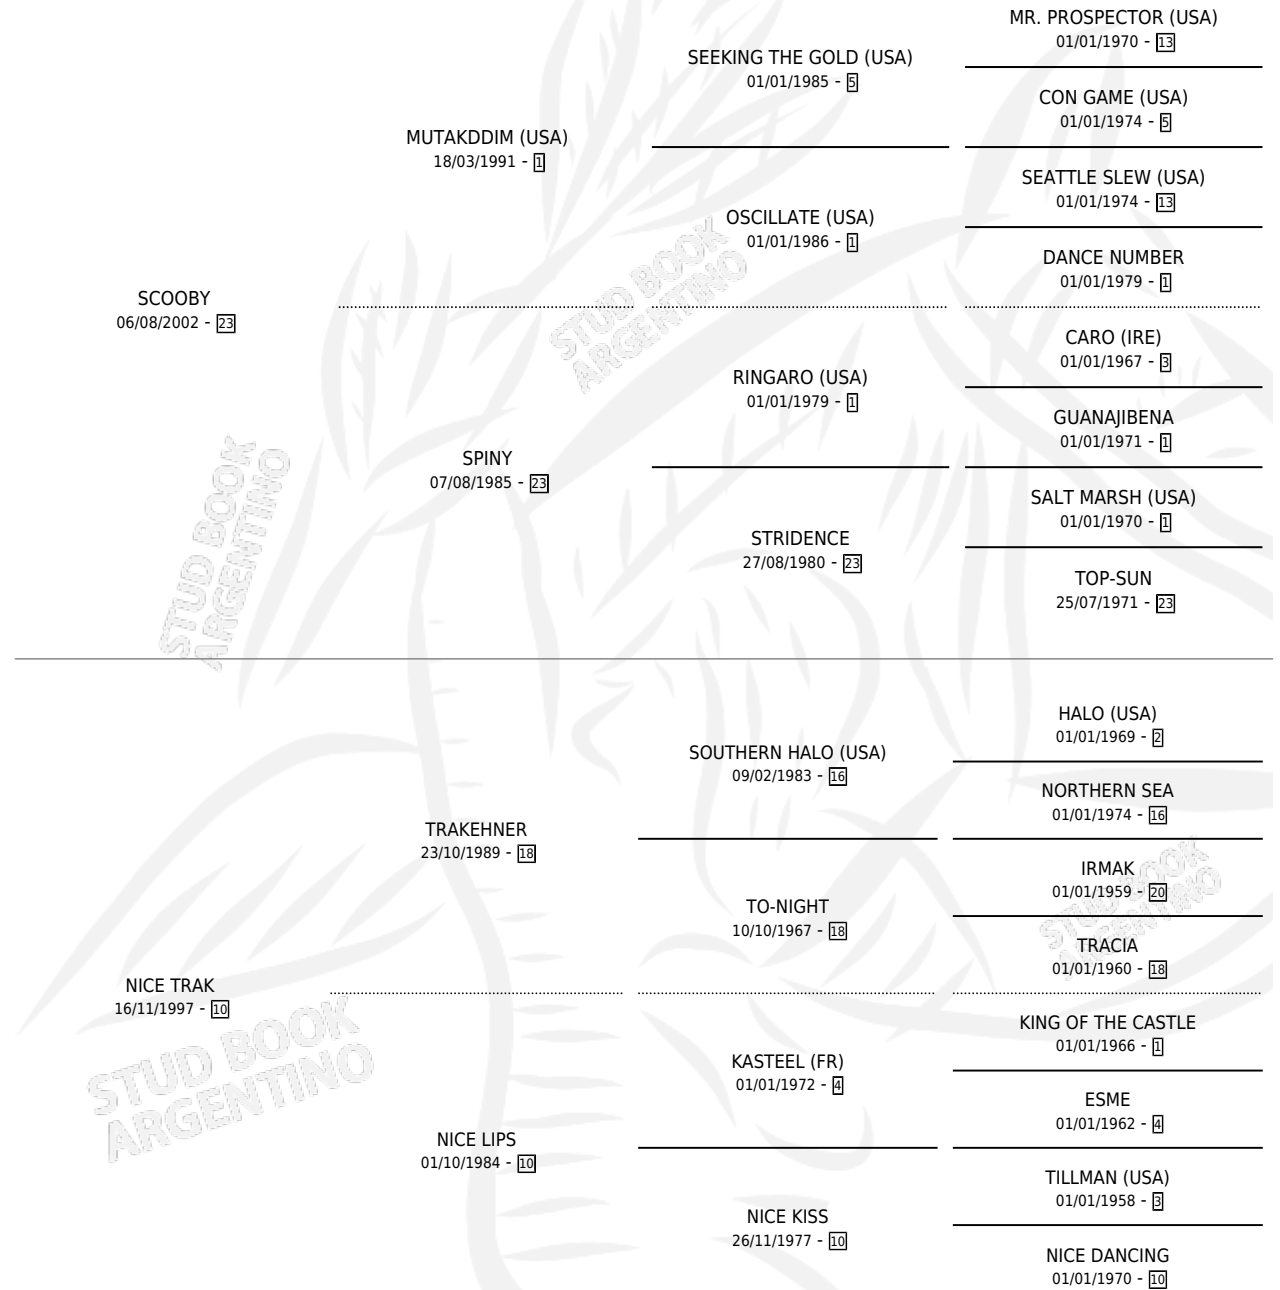 MR. PROSPECTOR (USA)
01/01/1970 - 13
SEEKING THE GOLD (USA)
01/01/1985 - 5
CON GAME (USA)
01/01/1974 - 5
MUTAKDDIM (USA)
18/03/1991 - 1
SEATTLE SLEW (USA)
01/01/1974 - 13
OSCILLATE (USA)
01/01/1986 - 1
DANCE NUMBER
01/01/1979 - 1
SCOOBY
06/08/2002 - 23
STUD BOOK
ARGENTINO
CARO (IRE)
01/01/1967 - 3
RINGARO (USA)
01/01/1979 - 1
GUANAJIBENA
01/01/1971 - 1
SPINY
07/08/1985 - 23
SALT MARSH (USA)
01/01/1970 - 1
STRIDENCE
27/08/1980 - 23
TOP-SUN
25/07/1971 - 23
STUD BOOK
ARGENTINO
HALO (USA)
01/01/1969 - 2
SOUTHERN HALO (USA)
09/02/1983 - 16
NORTHERN SEA
01/01/1974 - 16
TRAKEHNER
23/10/1989 - 18
IRMAK
01/01/1959 - 20
TO-NIGHT
10/10/1967 - 18
TRACIA
01/01/1960 - 18
STUD BOOK
ARGENTINO
NICE TRAK
16/11/1997 - 10
KING OF THE CASTLE
01/01/1966 - 1
KASTEEL (FR)
01/01/1972 - 4
ESME
01/01/1962 - 4
STUD BOOK
ARGENTINO
NICE LIPS
01/10/1984 - 10
TILLMAN (USA)
01/01/1958 - 3
NICE KISS
26/11/1977 - 10
NICE DANCING
01/01/1970 - 10